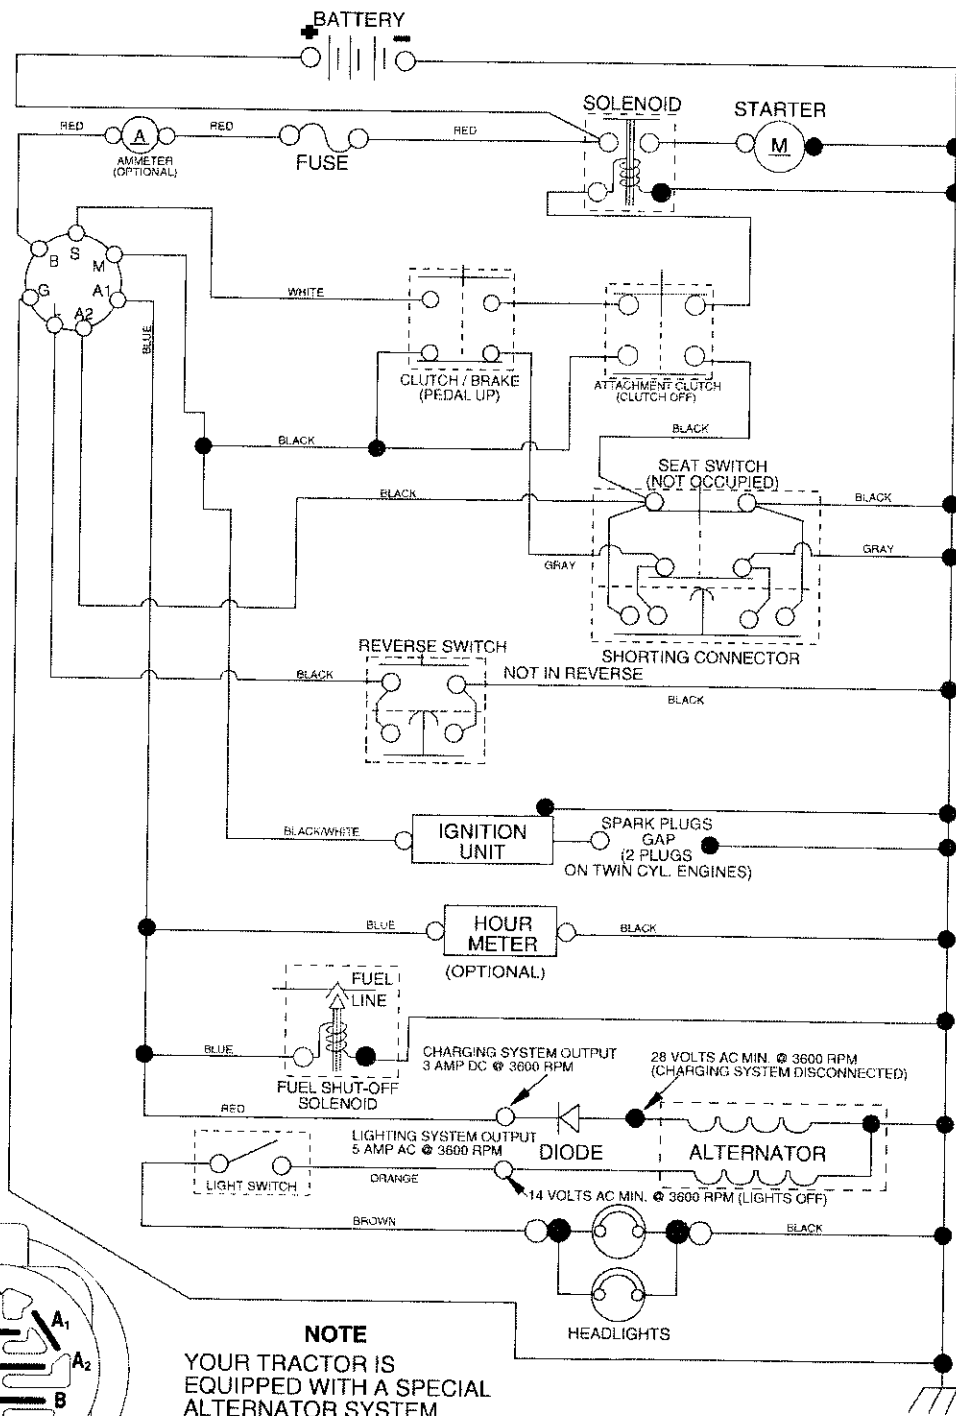 BATTERY
+ -
SOLENOID
STARTER
RED
A
RED
RED
M
AMMETER
(OPTIONAL)
FUSE
B
S
M
G
A1
L
A2
BLUE
WHITE
CLUTCH / BRAKE
(PEDAL UP)
ATTACHMENT CLUTCH
(CLUTCH OFF)
BLACK
BLACK
SEAT SWITCH
(NOT OCCUPIED)
BLACK
BLACK
GRAY
GRAY
SHORTING CONNECTOR
REVERSE SWITCH
NOT IN REVERSE
BLACK
BLACK
BLACK/WHITE
IGNITION
UNIT
SPARK PLUGS
GAP
(2 PLUGS
ON TWIN CYL. ENGINES)
BLUE
HOUR
METER
BLACK
(OPTIONAL)
FUEL
LINE
BLUE
FUEL SHUT-OFF
SOLENOID
CHARGING SYSTEM OUTPUT
3 AMP DC @ 3600 RPM
28 VOLTS AC MIN. @ 3600 RPM
(CHARGING SYSTEM DISCONNECTED)
RED
LIGHTING SYSTEM OUTPUT
5 AMP AC @ 3600 RPM
DIODE
ALTERNATOR
LIGHT SWITCH
ORANGE
14 VOLTS AC MIN. @ 3600 RPM (LIGHTS OFF)
BROWN
BLACK
HEADLIGHTS
A1
A2
B
NOTE
YOUR TRACTOR IS
EQUIPPED WITH A SPECIAL
ALTERNATOR SYSTEM